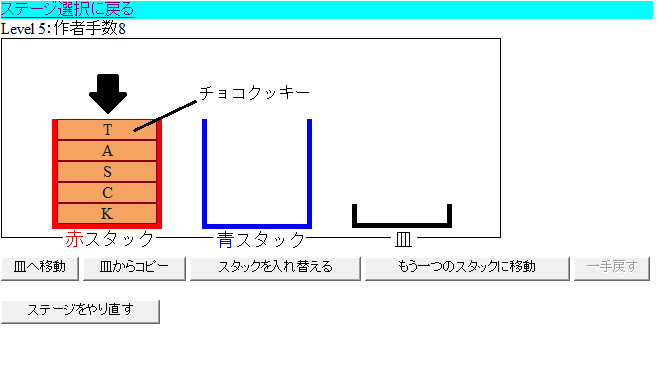 ステージ選択に戻る
Level 5：作者手数8
チョコクッキー
T
A
S
C
K
赤スタック 青スタック 皿
皿へ移動 皿からコピー スタックを入れ替える もう一つのスタックに移動 一手戻す
ステージをやり直す